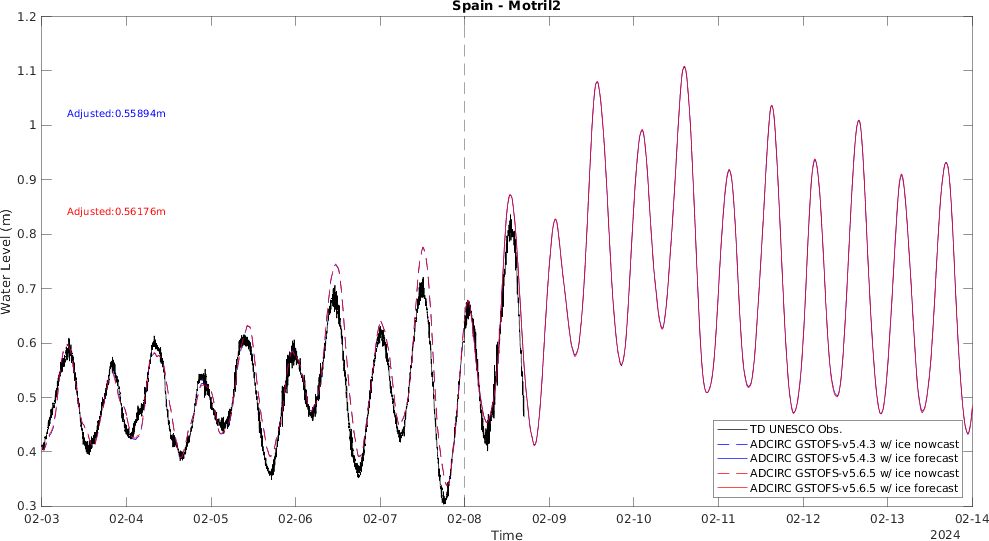 Spain - Motril2
1.2
1.1
1
0.9
0.8
0.7
0.6
0.5
0.4
0.3
Water Level (m)
Adjusted:0.55894m
Adjusted:0.56176m
TD UNESCO Obs.
ADCIRC GSTOFS-v5.4.3 w/ ice nowcast
ADCIRC GSTOFS-v5.4.3 w/ ice forecast
ADCIRC GSTOFS-v5.6.5 w/ ice nowcast
ADCIRC GSTOFS-v5.6.5 w/ ice forecast
02-03 02-04 02-05 02-06 02-07 02-08 02-09 02-10 02-11 02-12 02-13 02-14
Time
2024